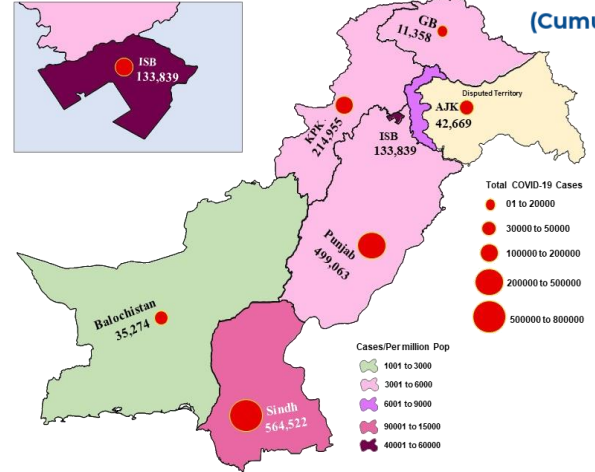 (Cumu
ISB
133,839
GB
11,358
Disputed Territory
AJK
42,669
KPK.
214,955
ISB
133,839
Punjab
499,063
Balochistan
35,274
Sindh
564,522
Total COVID-19 Cases
01 to 20000
30000 to 50000
100000 to 200000
200000 to 500000
500000 to 800000
Cases/Per million Pop
1001 to 3000
3001 to 6000
6001 to 9000
90001 to 15000
40001 to 60000